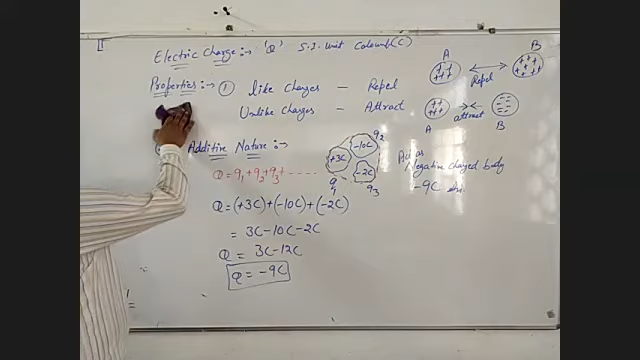 Electric Charge :- 'Q' S.I. Unit Coloumb (C)
Properties :- ① Like Charges - Repel
Unlike Charges - Attract
A B
Repel
A attract B
Additive Nature :-
Q = q1 + q2 + q3 + - - - -
+3C -10C -2C
q1 q2 q3
Negative charged body
-9C
Q = (+3C) + (-10C) + (-2C)
= 3C - 10C - 2C
Q = 3C - 12C
Q = -9C